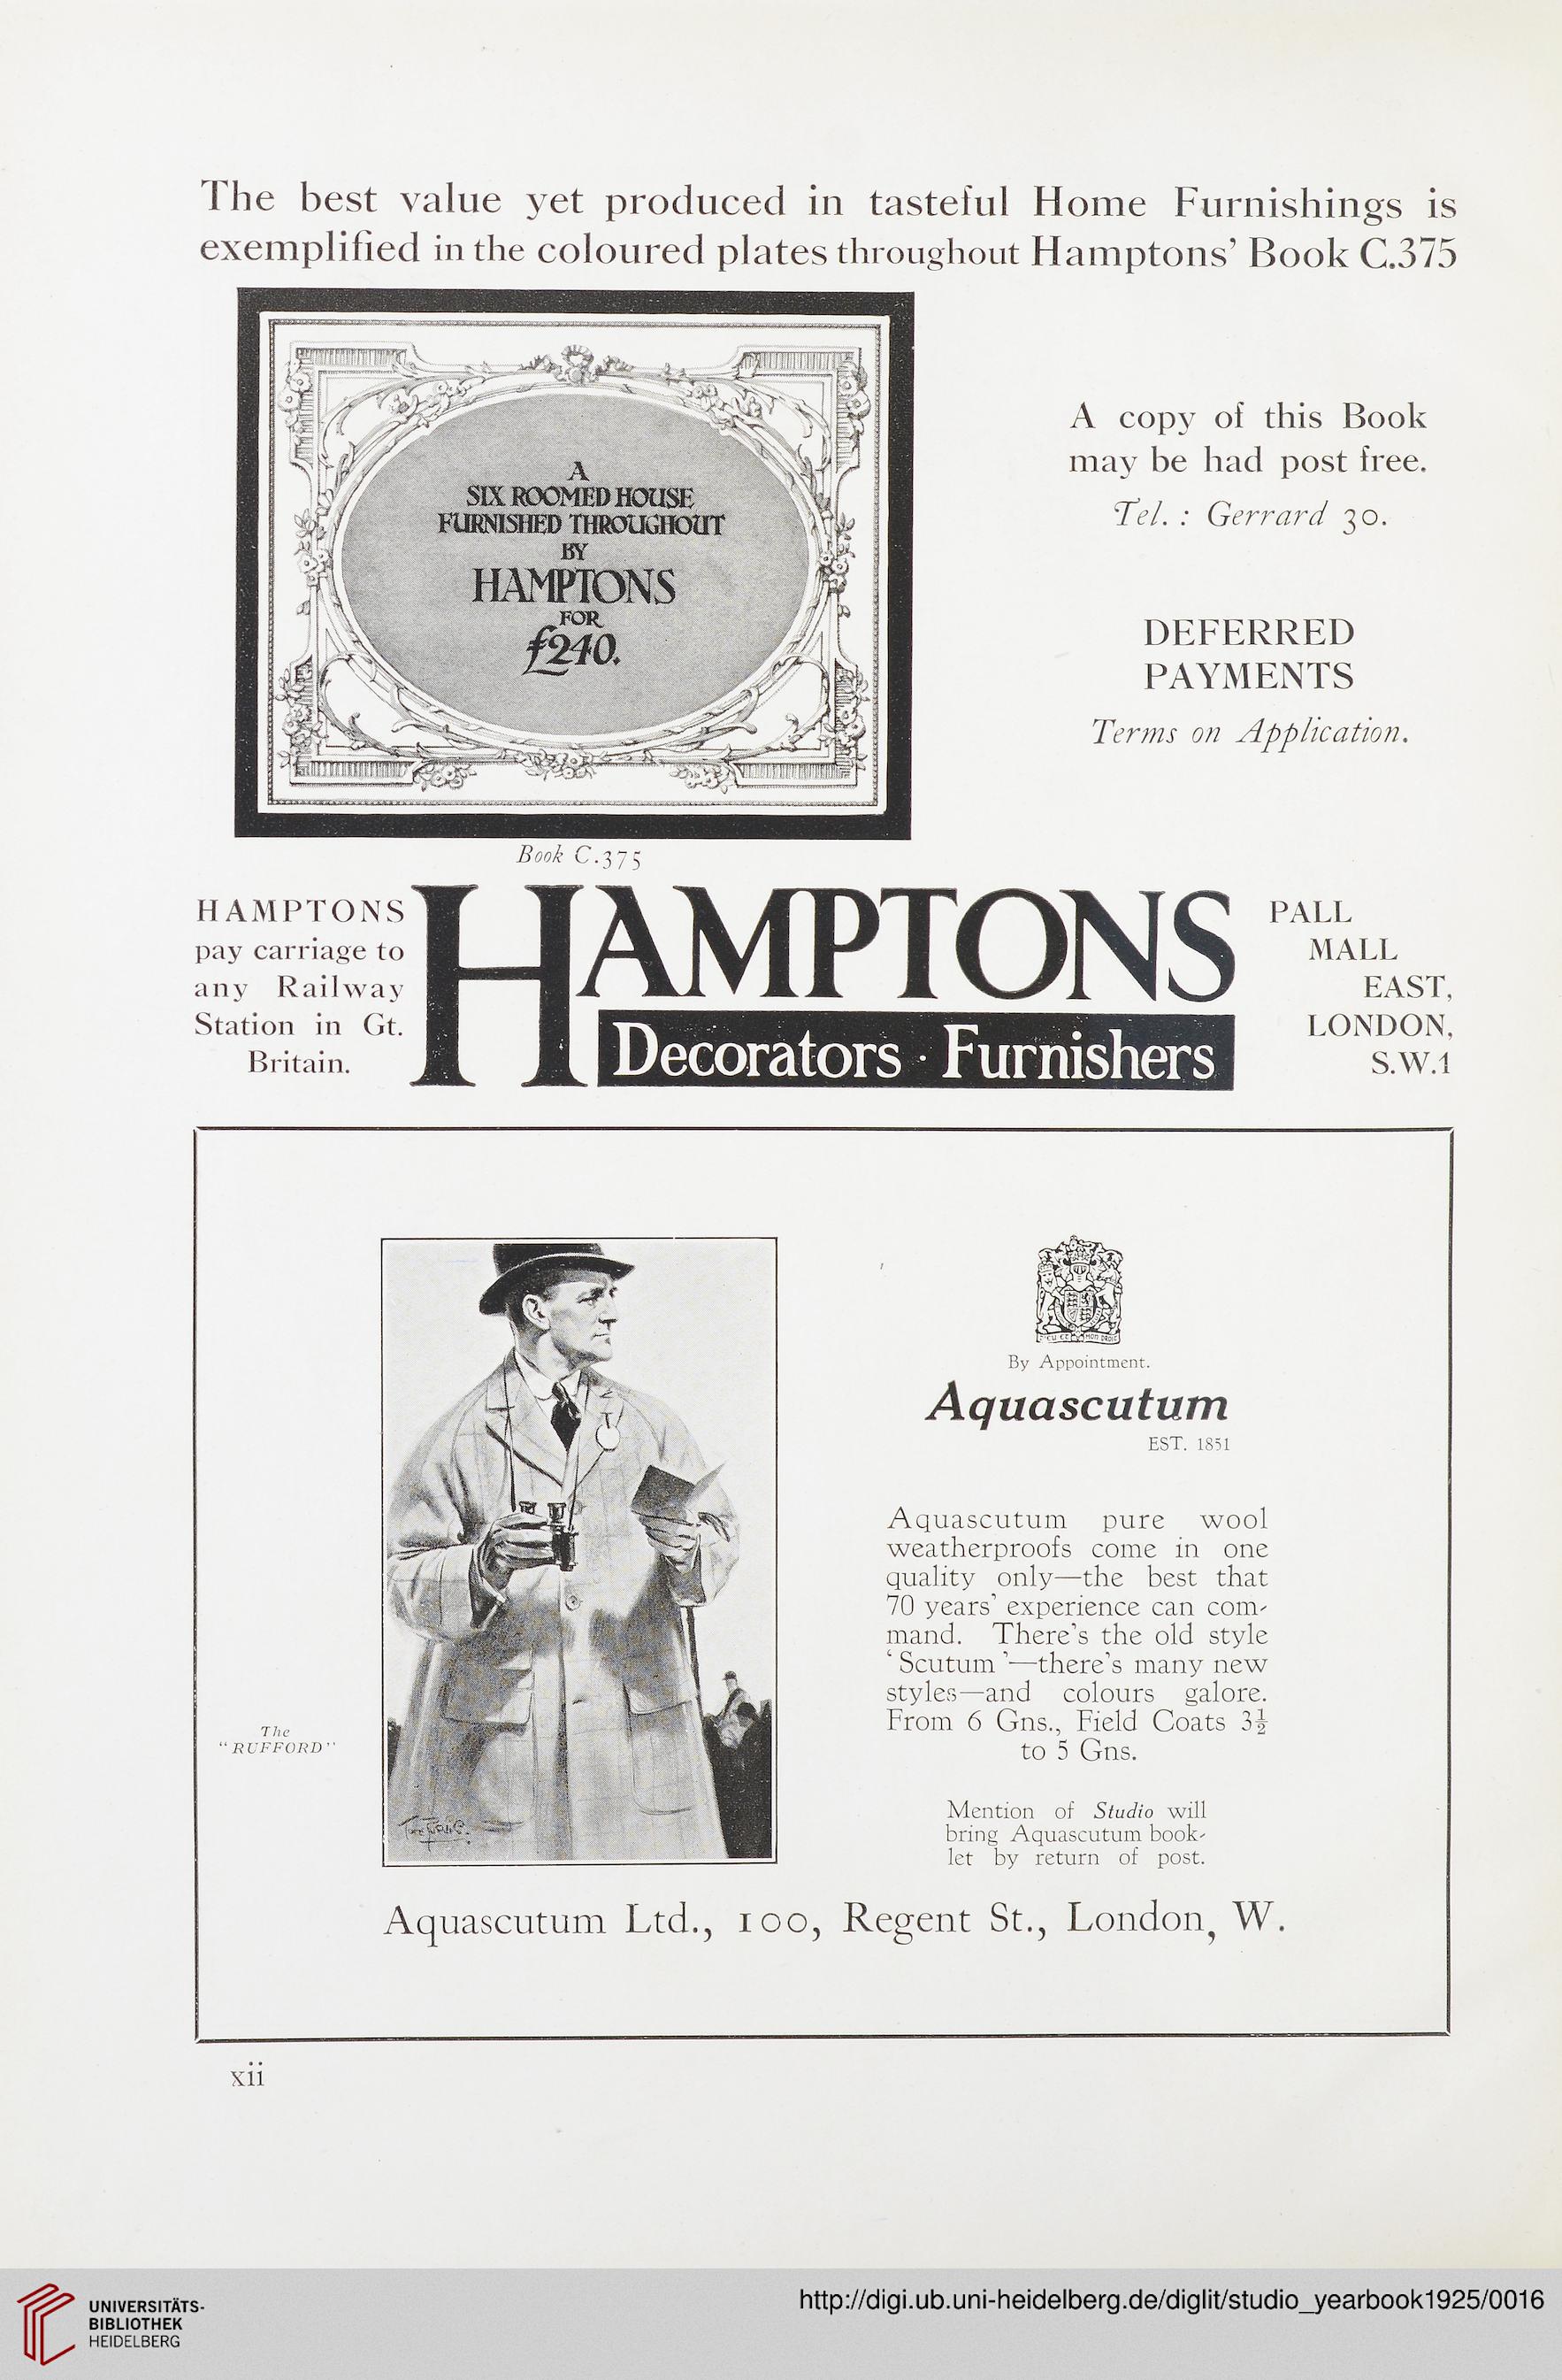 The best value yet produced in tasteful Home Furnishings is
exemplified in the coloured plates throughout Hamptons' Book C.375
A
SIX ROOMED HOUSE
FURNISHED THROUGHOUT
BY
HAMPTONS
FOR
£240.
Book C.375
A copy of this Book
may be had post free.
Tel. : Gerrard 30.
DEFERRED
PAYMENTS
Terms on Application.
HAMPTONS
pay carriage to
any Railway
Station in Gt.
Britain.
HAMPTONS
Decorators · Furnishers
PALL
MALL
EAST,
LONDON,
S.W.1
The
"RUFFORD"
By Appointment.
Aquascutum
EST. 1851
Aquascutum pure wool
weatherproofs come in one
quality only—the best that
70 years' experience can com-
mand. There's the old style
'Scutum'—there's many new
styles—and colours galore.
From 6 Gns., Field Coats 3½
to 5 Gns.
Mention of Studio will
bring Aquascutum book-
let by return of post.
Aquascutum Ltd., 100, Regent St., London, W.
xii
UNIVERSITÄTS-
BIBLIOTHEK
HEIDELBERG
http://digi.ub.uni-heidelberg.de/diglit/studio_yearbook1925/0016